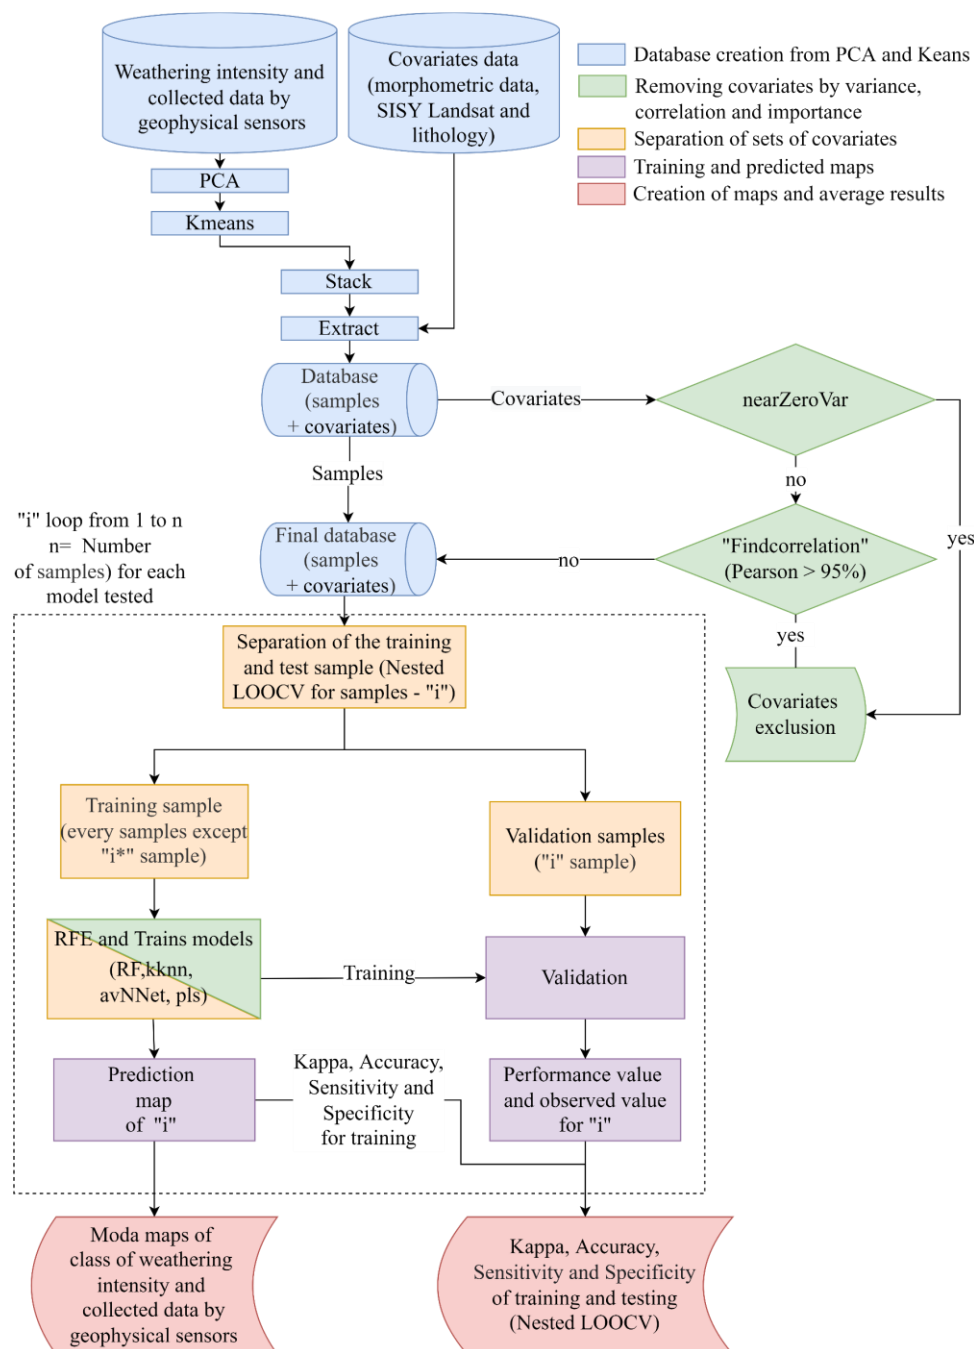 Weathering intensity and
collected data by
geophysical sensors
Covariates data
(morphometric data,
SISY Landsat and
lithology)
Database creation from PCA and Keans
Removing covariates by variance,
correlation and importance
Separation of sets of covariates
Training and predicted maps
Creation of maps and average results
PCA
Kmeans
Stack
Extract
Database
(samples
+ covariates)
Covariates
nearZeroVar
Samples
no
yes
"i" loop from 1 to n
n= Number
of samples) for each
model tested
Final database
(samples
+ covariates)
no
"Findcorrelation"
(Pearson > 95%)
yes
Separation of the training
and test sample (Nested
LOOCV for samples - "i")
Covariates
exclusion
Training sample
(every samples except
"i*" sample)
Validation samples
("i" sample)
RFE and Trains models
(RF,kknn,
avNNet, pls)
Training
Validation
Prediction
map
of "i"
Kappa, Accuracy,
Sensitivity and
Specificity
for training
Performance value
and observed value
for "i"
Moda maps of
class of weathering
intensity and
collected data by
geophysical sensors
Kappa, Accuracy,
Sensitivity and Specificity
of training and testing
(Nested LOOCV)